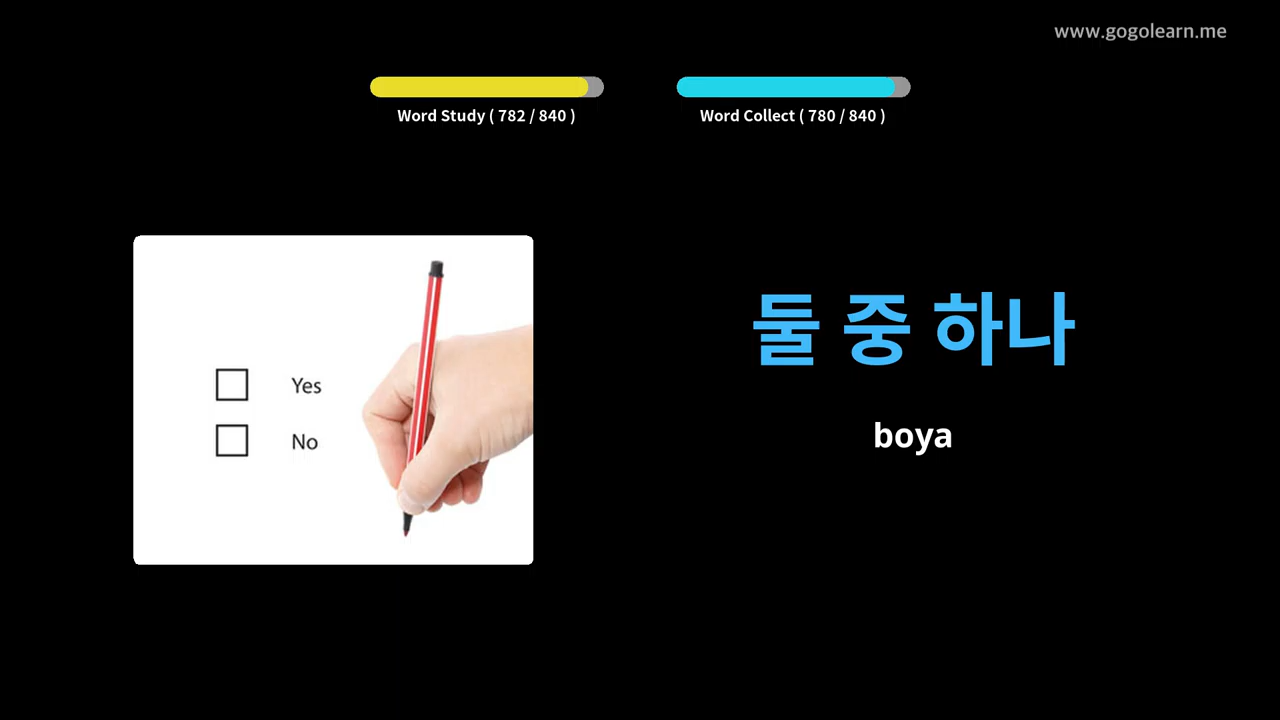 www.gogolearn.me
Word Study ( 782 / 840 )
Word Collect ( 780 / 840 )
Yes
No
둘 중 하나
boya